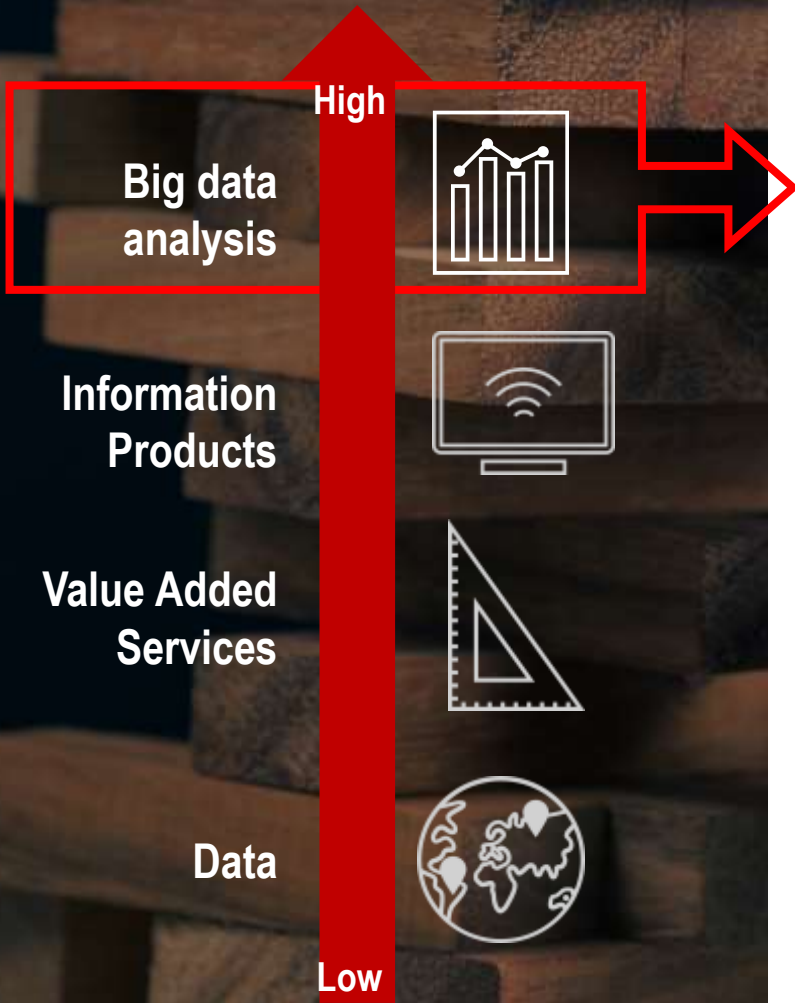 High
Big data
analysis
Information
Products
Value Added
Services
Data
Low